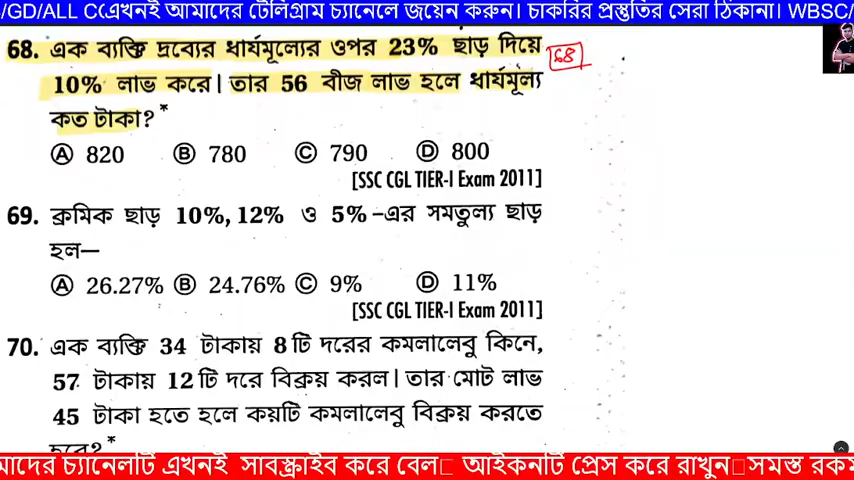 /GD/ALL Cএখনই আমাদের টেলিগ্রাম চ্যানেলে জয়েন করুন। চাকরির প্রস্তুতির সেরা ঠিকানা। WBSC/
68. এক ব্যক্তি দ্রব্যের ধার্যমূল্যের ওপর 23% ছাড় দিয়ে
68
10% লাভ করে। তার 56 বীজ লাভ হলে ধার্যমূল্য
কত টাকা?*
Ⓐ 820 Ⓑ 780 Ⓒ 790 Ⓓ 800
[SSC CGL TIER-I Exam 2011]
69. ক্রমিক ছাড় 10%, 12% ও 5%-এর সমতুল্য ছাড়
হল—
Ⓐ 26.27% Ⓑ 24.76% Ⓒ 9% Ⓓ 11%
[SSC CGL TIER-I Exam 2011]
70. এক ব্যক্তি 34 টাকায় 8টি দরের কমলালেবু কিনে,
57 টাকায় 12টি দরে বিক্রয় করল। তার মোট লাভ
45 টাকা হতে হলে কয়টি কমলালেবু বিক্রয় করতে
হবে?*
মাদের চ্যানেলটি এখনই সাবস্ক্রাইব করে বেল আইকনটি প্রেস করে রাখুন সমস্ত রকম